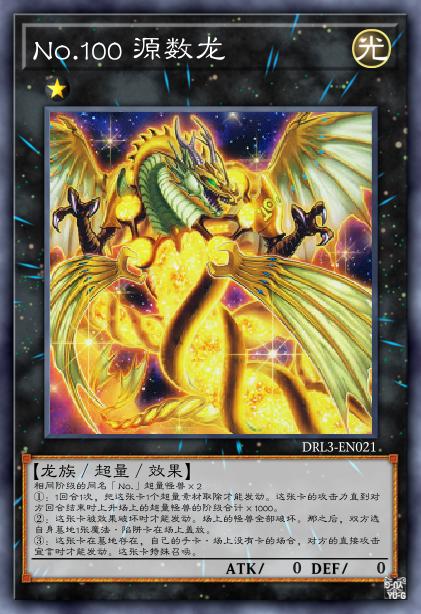 No.100 源数龙
光
DRL3-EN021
【龙族／超量／效果】
相同阶级的同名「No.」超量怪兽×2
①：1回合1次，把这张卡1个超量素材取除才能发动。这张卡的攻击力直到对
方回合结束时上升场上的超量怪兽的阶级合计×1000。
②：这张卡被效果破坏时才能发动。场上的怪兽全部破坏。那之后，双方选
自身墓地1张魔法·陷阱卡在场上盖放。
③：这张卡在墓地存在，自己的手卡·场上没有卡的场合，对方的直接攻击
宣言时才能发动。这张卡特殊召唤。
ATK/ 0 DEF/ 0